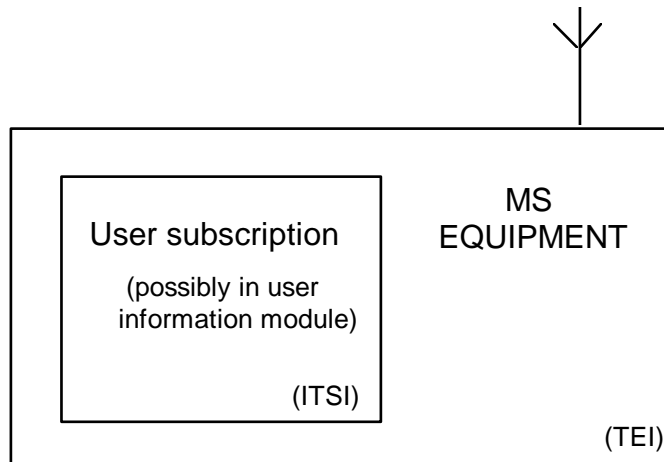 User subscription
(possibly in user
information module)
(ITSI)
MS
EQUIPMENT
(TEI)